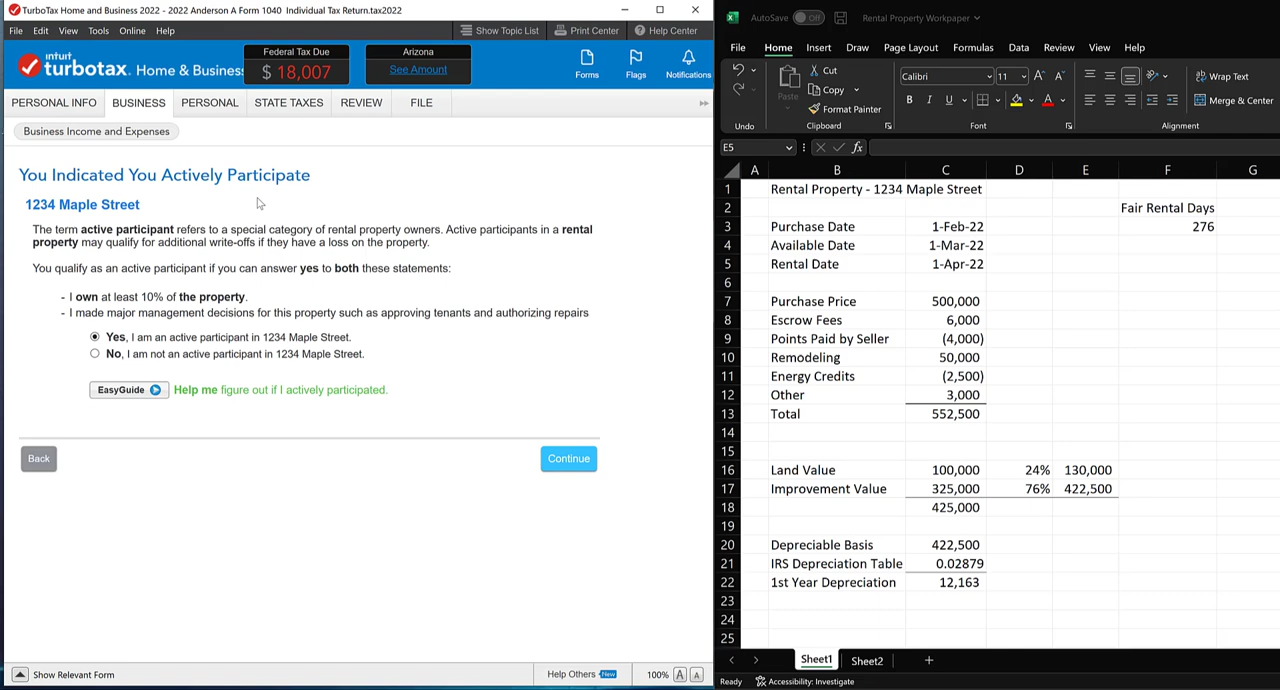 TurboTax Home and Business 2022 - 2022 Anderson A Form 1040 Individual Tax Return.tax2022
File Edit View Tools Online Help
Show Topic List Print Center Help Center
intuit
turbotax. Home & Busines
Federal Tax Due
$ 18,007
Arizona
See Amount
Forms
Flags
Notifications
PERSONAL INFO BUSINESS PERSONAL STATE TAXES REVIEW FILE
Business Income and Expenses
You Indicated You Actively Participate
1234 Maple Street
The term active participant refers to a special category of rental property owners. Active participants in a rental
property may qualify for additional write-offs if they have a loss on the property.
You qualify as an active participant if you can answer yes to both these statements:
- I own at least 10% of the property.
- I made major management decisions for this property such as approving tenants and authorizing repairs
Yes, I am an active participant in 1234 Maple Street.
No, I am not an active participant in 1234 Maple Street.
EasyGuide Help me figure out if I actively participated.
Back
Continue
Show Relevant Form
Help Others New
100% A A
AutoSave Off Rental Property Workpaper
File Home Insert Draw Page Layout Formulas Data Review View Help
Undo
Paste
Cut
Copy
Format Painter
Clipboard
Calibri 11 A A
B I U A
Font
ab Wrap Text
Merge & Center
Alignment
E5 fx
A B C D E F G
1 Rental Property - 1234 Maple Street
2 Fair Rental Days
3 Purchase Date 1-Feb-22 276
4 Available Date 1-Mar-22
5 Rental Date 1-Apr-22
6
7 Purchase Price 500,000
8 Escrow Fees 6,000
9 Points Paid by Seller (4,000)
10 Remodeling 50,000
11 Energy Credits (2,500)
12 Other 3,000
13 Total 552,500
14
15
16 Land Value 100,000 24% 130,000
17 Improvement Value 325,000 76% 422,500
18 425,000
19
20 Depreciable Basis 422,500
21 IRS Depreciation Table 0.02879
22 1st Year Depreciation 12,163
23
24
25
Sheet1 Sheet2 +
Ready Accessibility: Investigate